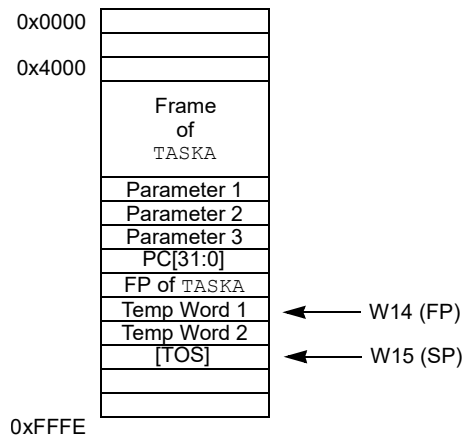 0x0000
0x4000
Frame
of
TASKA
Parameter 1
Parameter 2
Parameter 3
PC[31:0]
FP of TASKA
Temp Word 1
W14 (FP)
Temp Word 2
[TOS]
W15 (SP)
0xFFFE